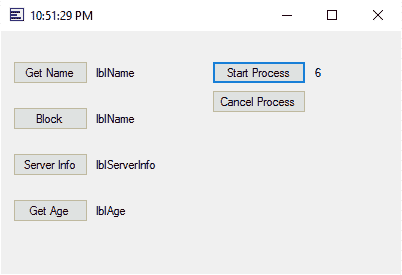 10:51:29 PM
Get Name lblName Start Process 6
Cancel Process
Block lblName
Server Info lblServerInfo
Get Age lblAge